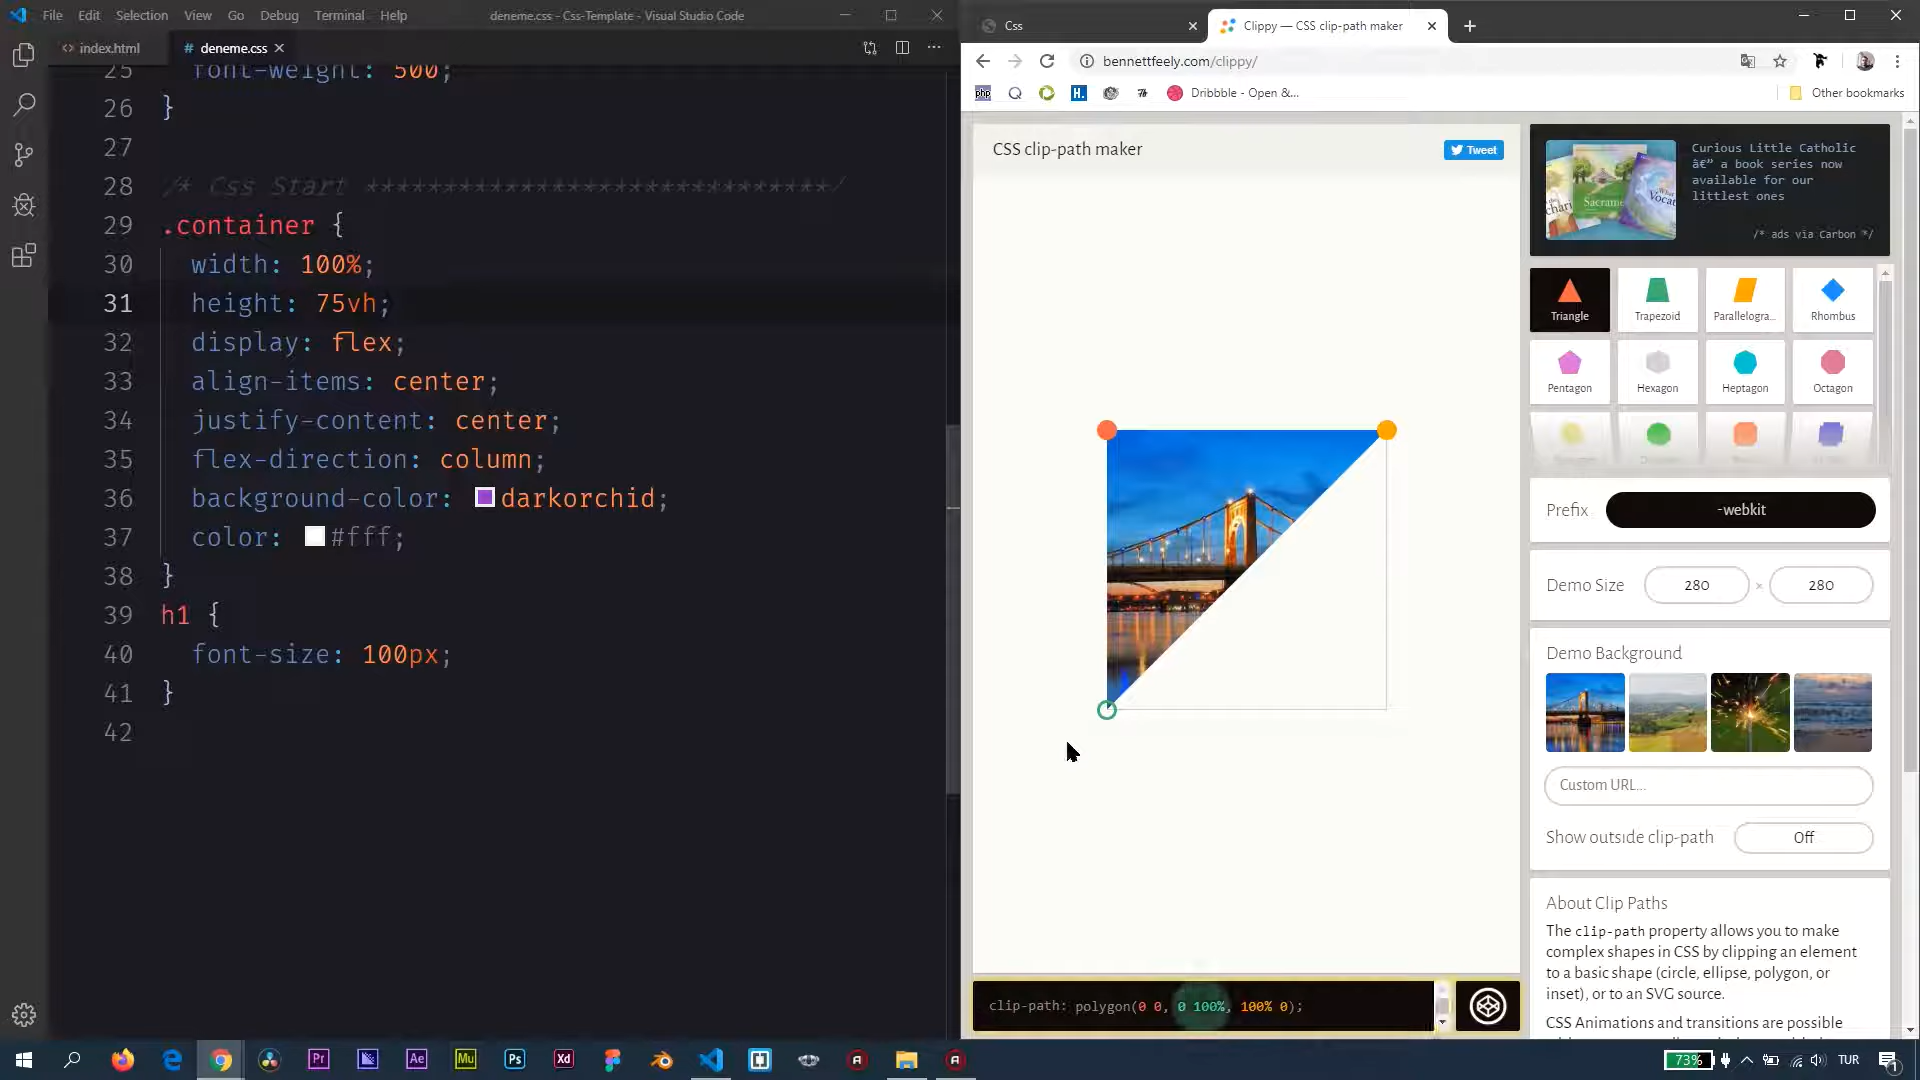 File Edit Selection View Go Debug Terminal Help
deneme.css - Css-Template - Visual Studio Code
<> index.html
# deneme.css
25 font-weight: 500;
26 }
27
28 /* Css Start ******************************/
29 .container {
30 width: 100%;
31 height: 75vh;
32 display: flex;
33 align-items: center;
34 justify-content: center;
35 flex-direction: column;
36 background-color: darkorchid;
37 color: #fff;
38 }
39 h1 {
40 font-size: 100px;
41 }
42
Css
Clippy — CSS clip-path maker
bennettfeely.com/clippy/
php
H.
Dribbble - Open &...
Other bookmarks
CSS clip-path maker
Tweet
Sacrame
Vocat
Curious Little Catholic
â€” a book series now
available for our
littlest ones
/* ads via Carbon */
Triangle
Trapezoid
Parallelogra...
Rhombus
Pentagon
Hexagon
Heptagon
Octagon
Prefix
-webkit
Demo Size
280 × 280
Demo Background
Custom URL...
Show outside clip-path
Off
About Clip Paths
The clip-path property allows you to make
complex shapes in CSS by clipping an element
to a basic shape (circle, ellipse, polygon, or
inset), or to an SVG source.
CSS Animations and transitions are possible
clip-path: polygon(0 0, 0 100%, 100% 0);
Pr
Ae
Mu
Ps
Xd
73%
TUR
1